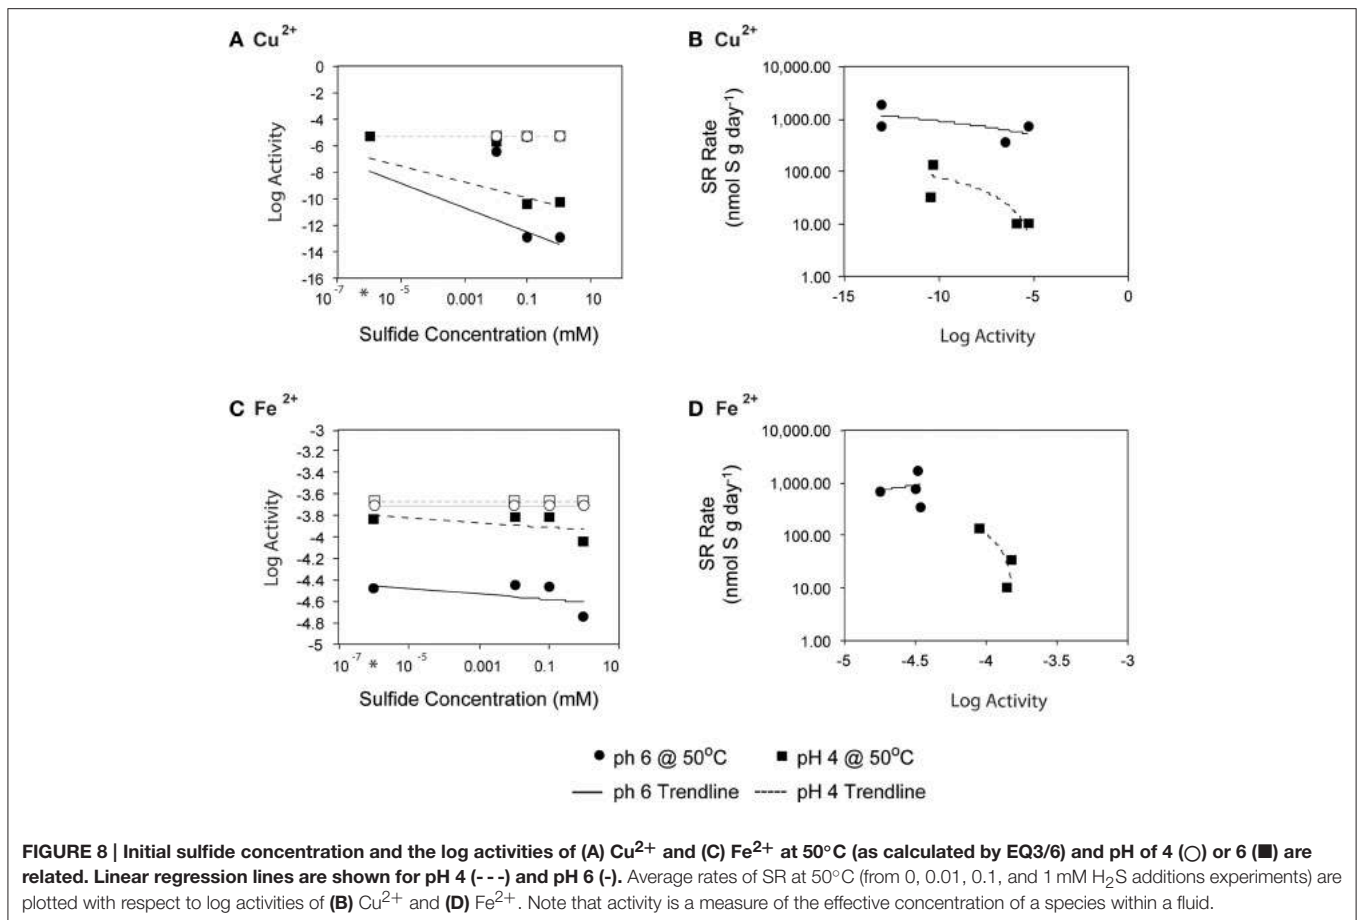 A Cu2+
0
-2
-4
-6
-8
-10
-12
-14
-16
Log Activity
10-7 * 10-5 0.001 0.1 10
Sulfide Concentration (mM)
B Cu2+
10,000.00
1,000.00
100.00
10.00
1.00
SR Rate
(nmol S g day-1)
-15 -10 -5 0
Log Activity
C Fe2+
-3
-3.2
-3.4
-3.6
-3.8
-4
-4.2
-4.4
-4.6
-4.8
-5
Log Activity
10-7 * 10-5 0.001 0.1 10
Sulfide Concentration (mM)
D Fe2+
10,000.00
1,000.00
100.00
10.00
1.00
SR Rate
(nmol S g day-1)
-5 -4.5 -4 -3.5 -3
Log Activity
● ph 6 @ 50oC ■ pH 4 @ 50oC
— ph 6 Trendline ----- pH 4 Trendline
FIGURE 8 | Initial sulfide concentration and the log activities of (A) Cu2+ and (C) Fe2+ at 50°C (as calculated by EQ3/6) and pH of 4 (○) or 6 (■) are
related. Linear regression lines are shown for pH 4 (- - -) and pH 6 (-). Average rates of SR at 50°C (from 0, 0.01, 0.1, and 1 mM H2S additions experiments) are
plotted with respect to log activities of (B) Cu2+ and (D) Fe2+. Note that activity is a measure of the effective concentration of a species within a fluid.